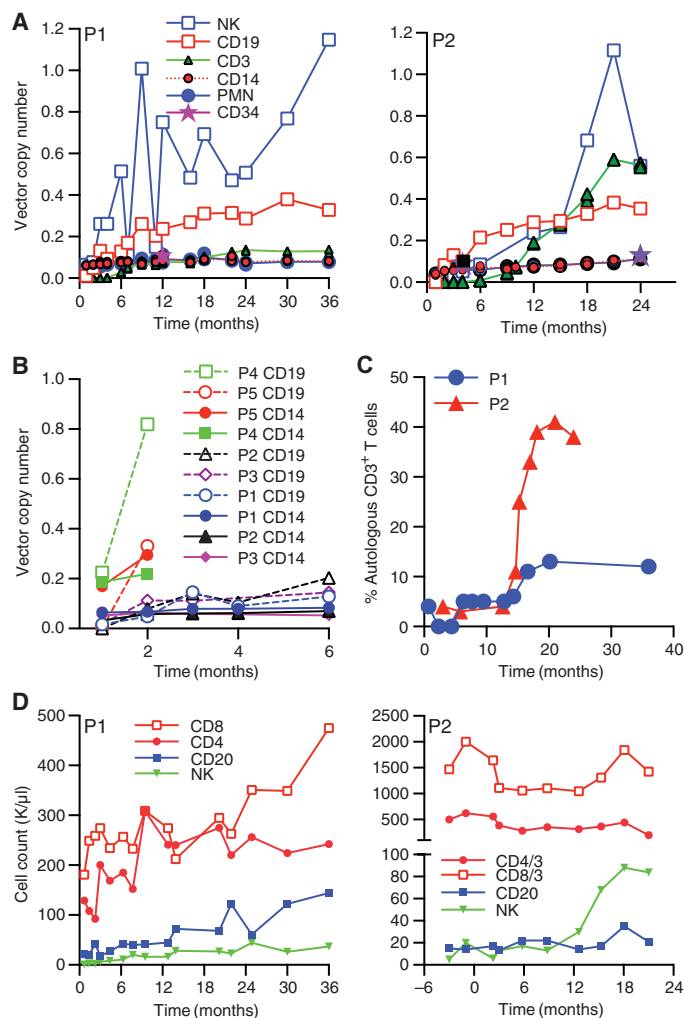 A
P1
NK
CD19
CD3
CD14
PMN
CD34
Vector copy number
1.2
1.0
0.8
0.6
0.4
0.2
0.0
0 6 12 18 24 30 36
Time (months)
P2
1.2
1.0
0.8
0.6
0.4
0.2
0.0
0 6 12 18 24
Time (months)
B
P4 CD19
P5 CD19
P5 CD14
P4 CD14
P2 CD19
P3 CD19
P1 CD19
P1 CD14
P2 CD14
P3 CD14
Vector copy number
1.0
0.8
0.6
0.4
0.2
0.0
2 4 6
Time (months)
C
P1
P2
% Autologous CD3+ T cells
50
40
30
20
10
0
0 10 20 30 40
Time (months)
D
P1
CD8
CD4
CD20
NK
Cell count (K/µl)
500
400
300
200
100
0
0 6 12 18 24 30 36
Time (months)
P2
2500
2000
1500
1000
500
100
80
60
40
20
0
CD4/3
CD8/3
CD20
NK
−6 0 6 12 18 24
Time (months)